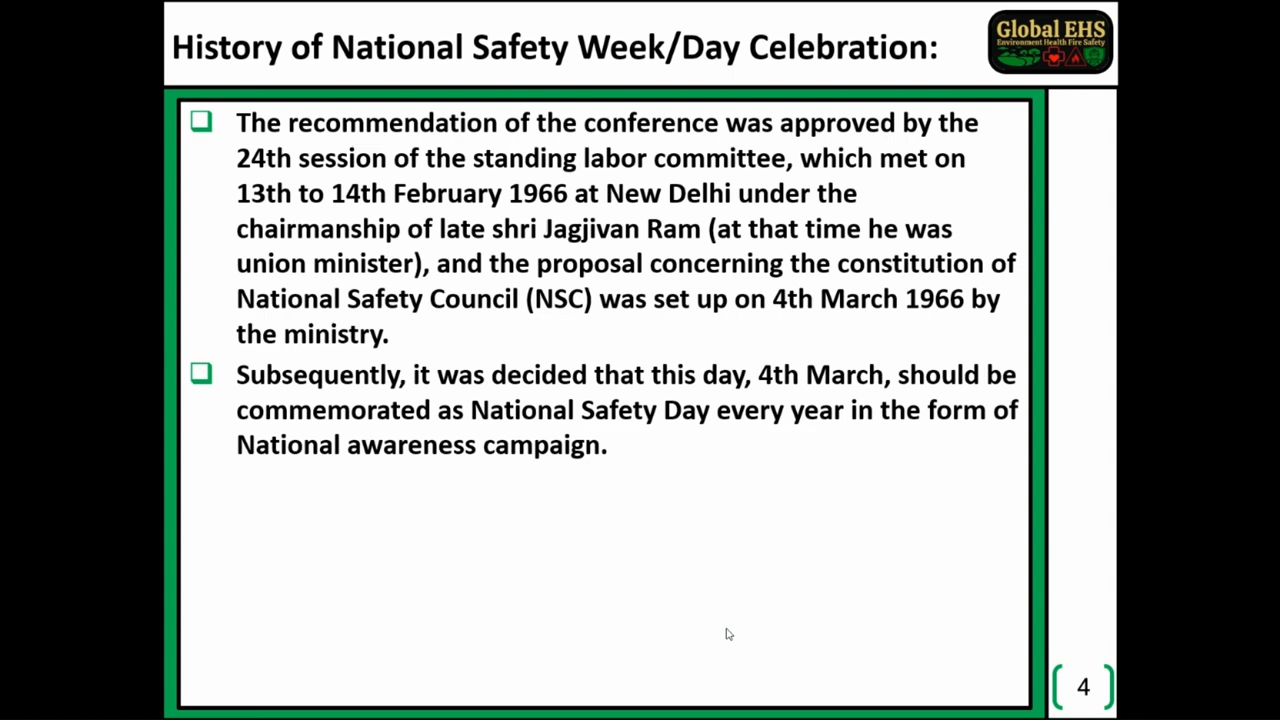 History of National Safety Week/Day Celebration:
Global EHS
Environment Health Fire Safety
The recommendation of the conference was approved by the
24th session of the standing labor committee, which met on
13th to 14th February 1966 at New Delhi under the
chairmanship of late shri Jagjivan Ram (at that time he was
union minister), and the proposal concerning the constitution of
National Safety Council (NSC) was set up on 4th March 1966 by
the ministry.
Subsequently, it was decided that this day, 4th March, should be
commemorated as National Safety Day every year in the form of
National awareness campaign.
4